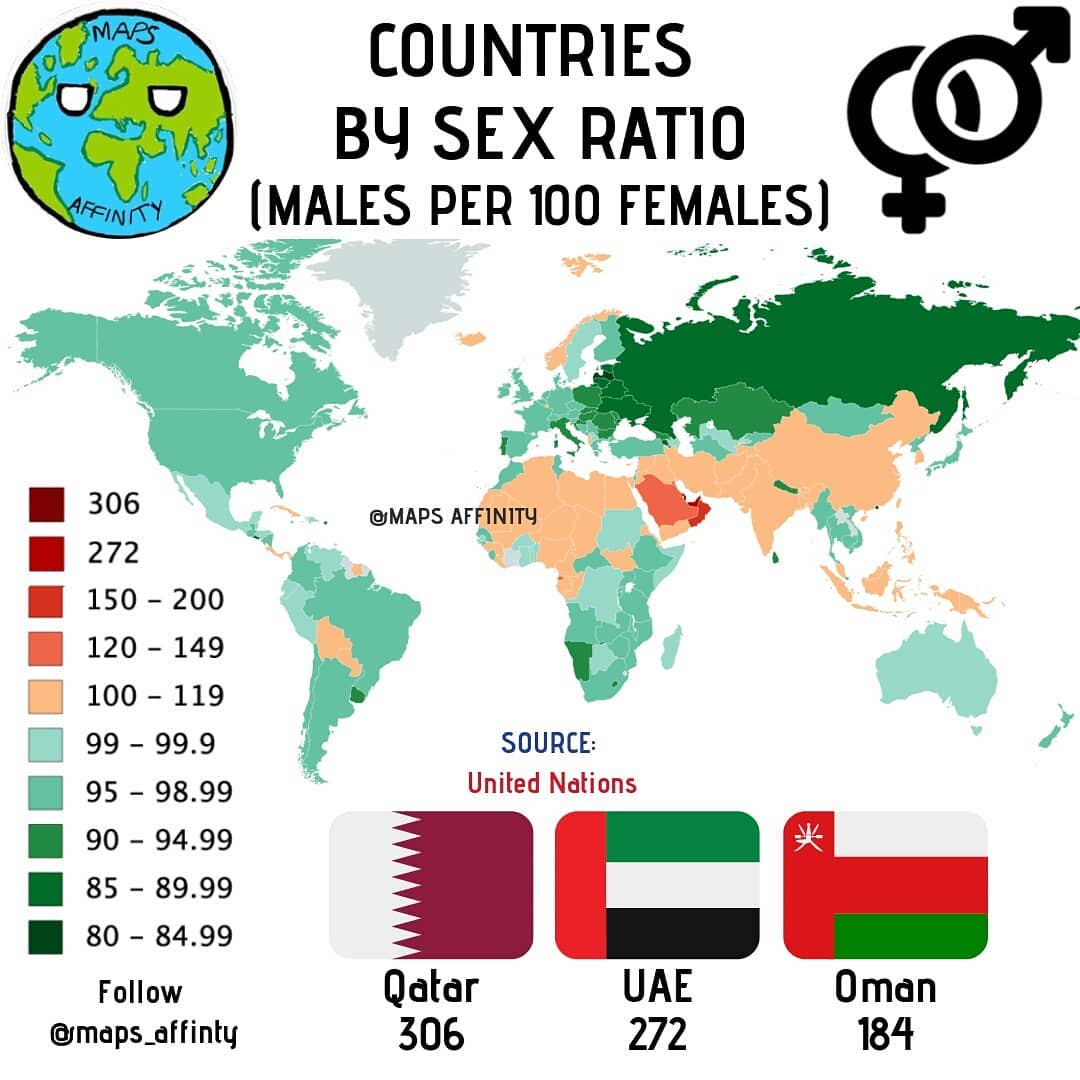 MAPS
AFFINITY
COUNTRIES
BY SEX RATIO
(MALES PER 100 FEMALES)
@MAPS AFFINITY
306
272
150 – 200
120 – 149
100 – 119
99 – 99.9
95 – 98.99
90 – 94.99
85 – 89.99
80 – 84.99
Follow
@maps_affinty
SOURCE:
United Nations
Qatar
306
UAE
272
Oman
184